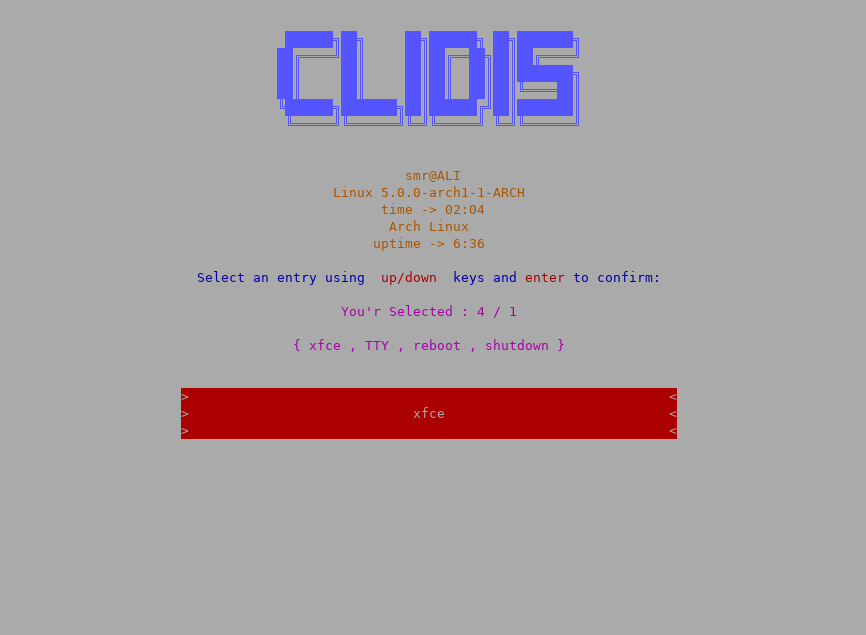 CLIDIS
smr@ALI
Linux 5.0.0-arch1-1-ARCH
time -> 02:04
Arch Linux
uptime -> 6:36
Select an entry using  up/down  keys and enter to confirm:
You'r Selected : 4 / 1
{ xfce , TTY , reboot , shutdown }
> <
> xfce <
> <